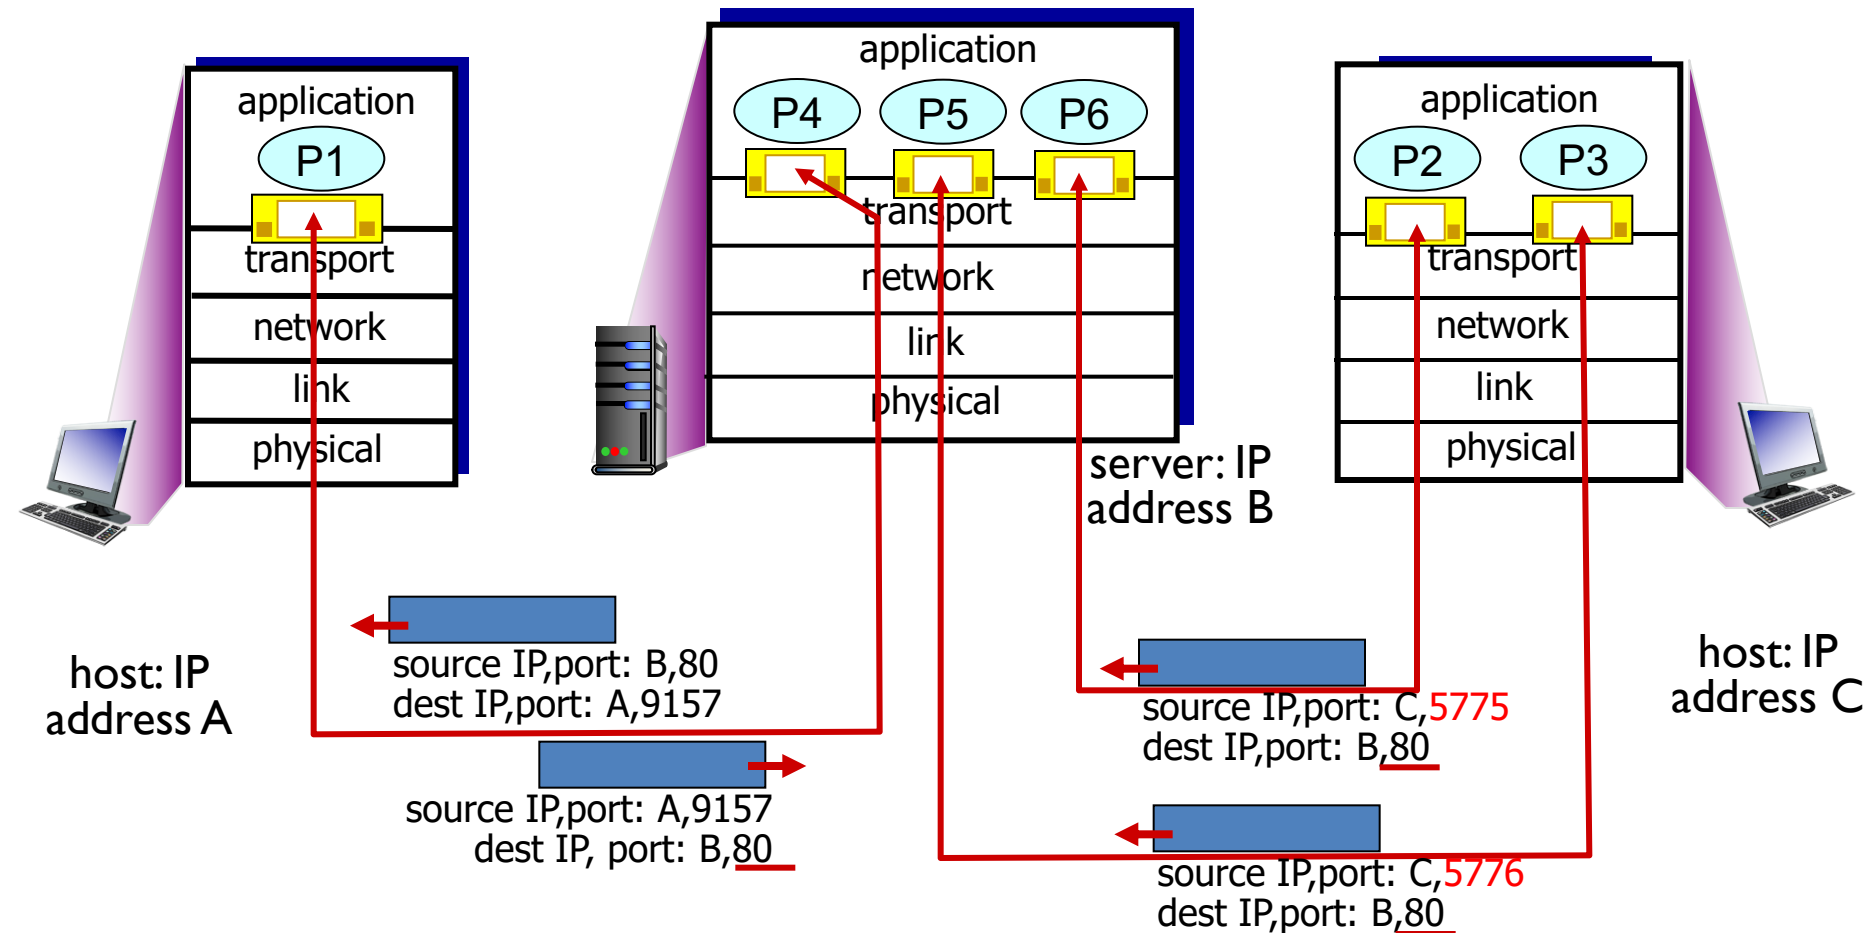 application
P1
transport
network
link
physical
host: IP
address A
application
P4
P5
P6
transport
network
link
physical
server: IP
address B
application
P2
P3
transport
network
link
physical
host: IP
address C
source IP,port: B,80
dest IP,port: A,9157
source IP,port: A,9157
dest IP, port: B,80
source IP,port: C,5775
dest IP,port: B,80
source IP,port: C,5776
dest IP,port: B,80